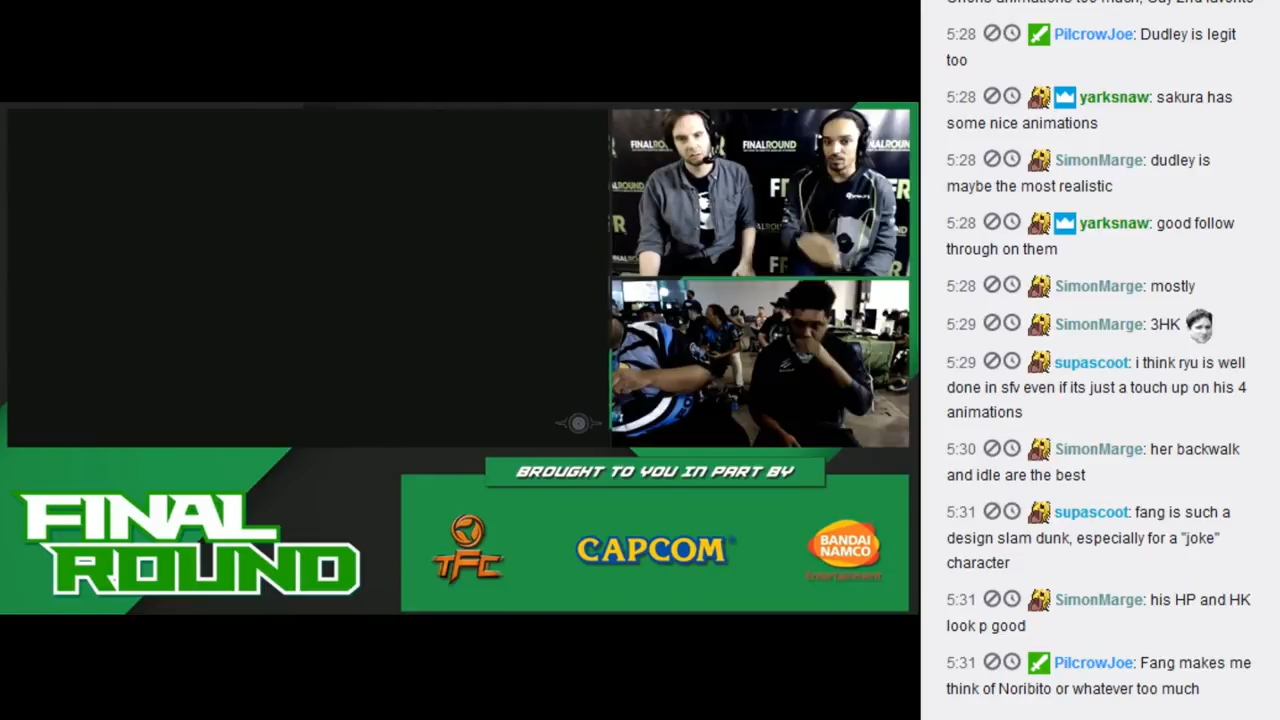 5:28 PilcrowJoe: Dudley is legit
too
5:28 yarksnaw: sakura has
some nice animations
5:28 SimonMarge: dudley is
maybe the most realistic
5:28 yarksnaw: good follow
through on them
5:28 SimonMarge: mostly
5:29 SimonMarge: 3HK
5:29 supascoot: i think ryu is well
done in sfv even if its just a touch up on his 4
animations
5:30 SimonMarge: her backwalk
and idle are the best
5:31 supascoot: fang is such a
design slam dunk, especially for a "joke"
character
5:31 SimonMarge: his HP and HK
look p good
5:31 PilcrowJoe: Fang makes me
think of Noribito or whatever too much
FINALROUND
FINALROUND
BROUGHT TO YOU IN PART BY
FINAL
ROUND
TFC
CAPCOM
BANDAI
NAMCO
Entertainment